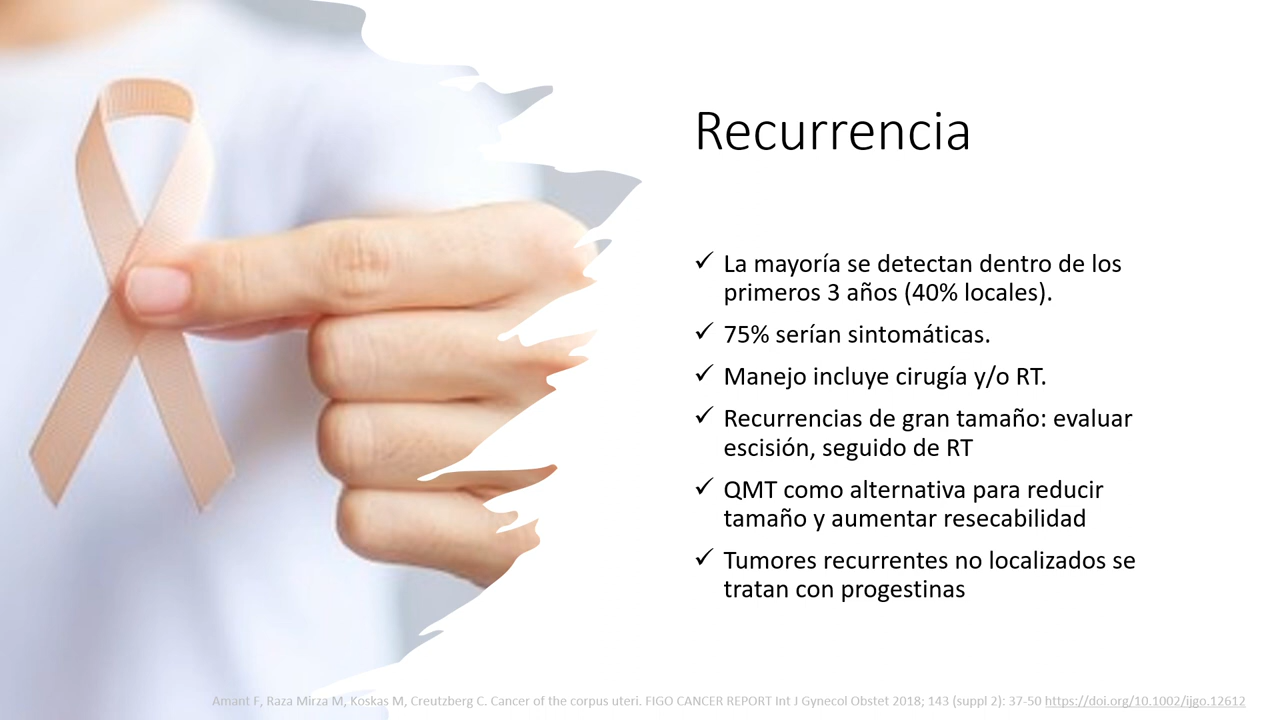 Recurrencia
✓ La mayoría se detectan dentro de los
primeros 3 años (40% locales).
✓ 75% serían sintomáticas.
✓ Manejo incluye cirugía y/o RT.
✓ Recurrencias de gran tamaño: evaluar
escisión, seguido de RT
✓ QMT como alternativa para reducir
tamaño y aumentar resecabilidad
✓ Tumores recurrentes no localizados se
tratan con progestinas
Amant F, Raza Mirza M, Koskas M, Creutzberg C. Cancer of the corpus uteri. FIGO CANCER REPORT Int J Gynecol Obstet 2018; 143 (suppl 2): 37-50 https://doi.org/10.1002/ijgo.12612